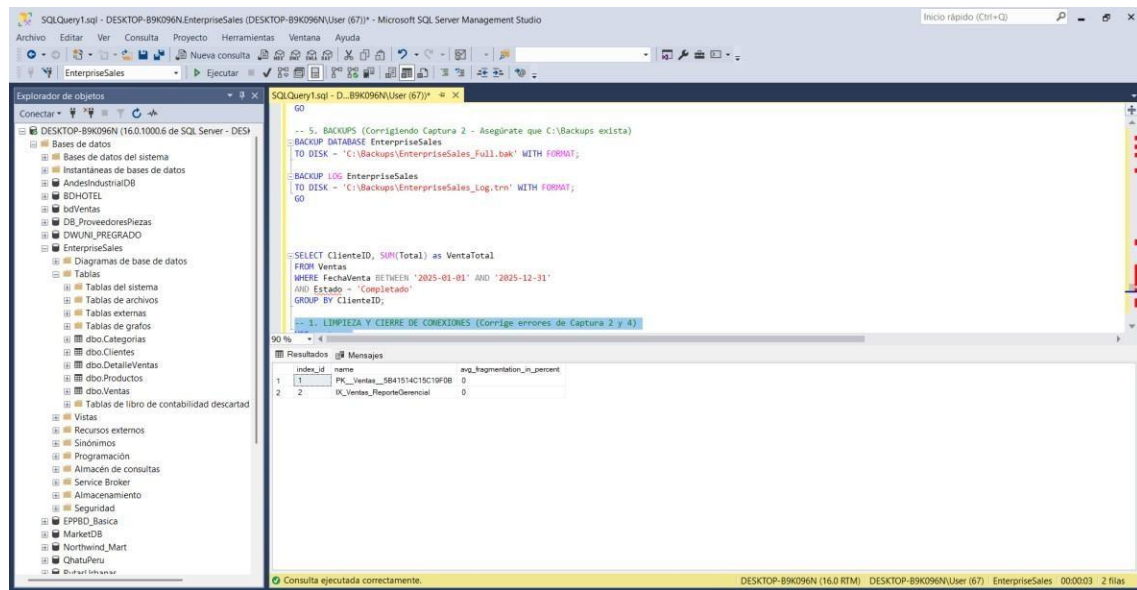 SQLQuery1.sql - DESKTOP-B9K096N.EnterpriseSales (DESKTOP-B9K096N\User (67))* - Microsoft SQL Server Management Studio
Inicio rápido (Ctrl+Q)
Archivo Editar Ver Consulta Proyecto Herramientas Ventana Ayuda
Nueva consulta
EnterpriseSales
Ejecutar
Explorador de objetos
SQLQuery1.sql - D...B9K096N\User (67))*
Conectar
DESKTOP-B9K096N (16.0.1000.6 de SQL Server - DESK
Bases de datos
Bases de datos del sistema
Instantáneas de bases de datos
AndesIndustrialDB
BDHOTEL
bdVentas
DB_ProveedoresPiezas
DWUNI_PREGRADO
EnterpriseSales
Diagramas de base de datos
Tablas
Tablas del sistema
Tablas de archivos
Tablas externas
Tablas de grafos
dbo.Categorias
dbo.Clientes
dbo.DetalleVentas
dbo.Productos
dbo.Ventas
Tablas de libro de contabilidad descartad
Vistas
Recursos externos
Sinónimos
Programación
Almacén de consultas
Service Broker
Almacenamiento
Seguridad
EPPBD_Basica
MarketDB
Northwind_Mart
QhatuPeru
GO
-- 5. BACKUPS (Corrigiendo Captura 2 - Asegúrate que C:\Backups exista)
BACKUP DATABASE EnterpriseSales
TO DISK = 'C:\Backups\EnterpriseSales_Full.bak' WITH FORMAT;
BACKUP LOG EnterpriseSales
TO DISK = 'C:\Backups\EnterpriseSales_Log.trn' WITH FORMAT;
GO
SELECT ClienteID, SUM(Total) as VentaTotal
FROM Ventas
WHERE FechaVenta BETWEEN '2025-01-01' AND '2025-12-31'
AND Estado = 'Completado'
GROUP BY ClienteID;
-- 1. LIMPIEZA Y CIERRE DE CONEXIONES (Corrige errores de Captura 2 y 4)
90 %
Resultados Mensajes
index_id name avg_fragmentation_in_percent
1 1 PK__Ventas__5B41514C15C19F0B 0
2 2 IX_Ventas_ReporteGerencial 0
Consulta ejecutada correctamente.
DESKTOP-B9K096N (16.0 RTM) DESKTOP-B9K096N\User (67) EnterpriseSales 00:00:03 2 filas